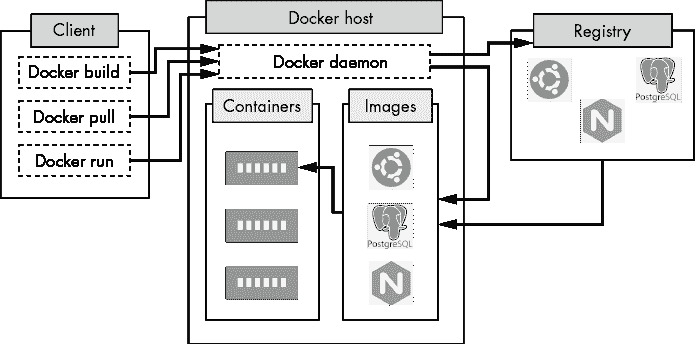 Client
Docker build
Docker pull
Docker run
Docker host
Docker daemon
Containers
Images
PostgreSQL
N
Registry
PostgreSQL
N